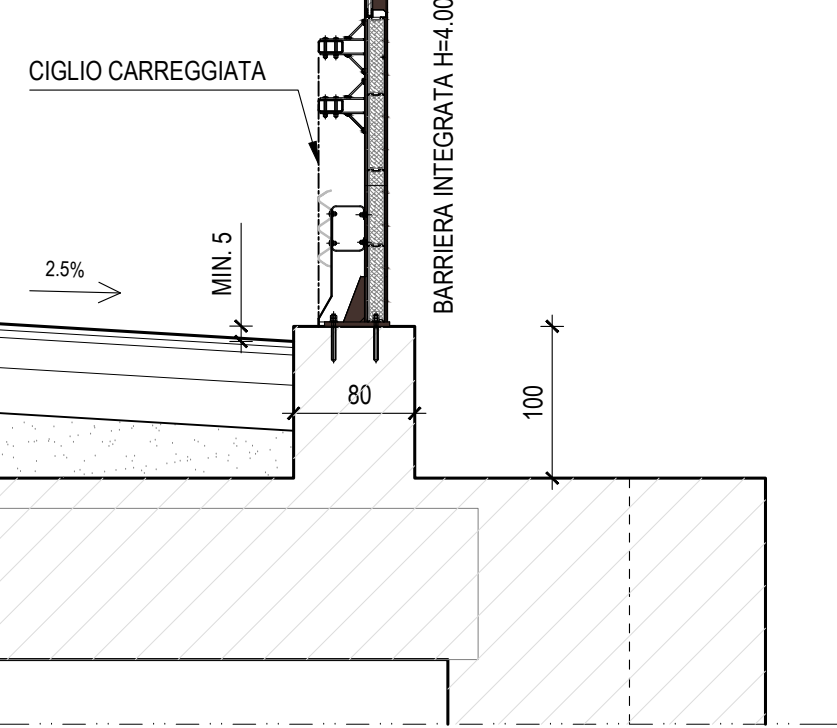 CIGLIO CARREGGIATA
BARRIERA INTEGRATA H=4.00
MIN. 5
2.5%
80
100